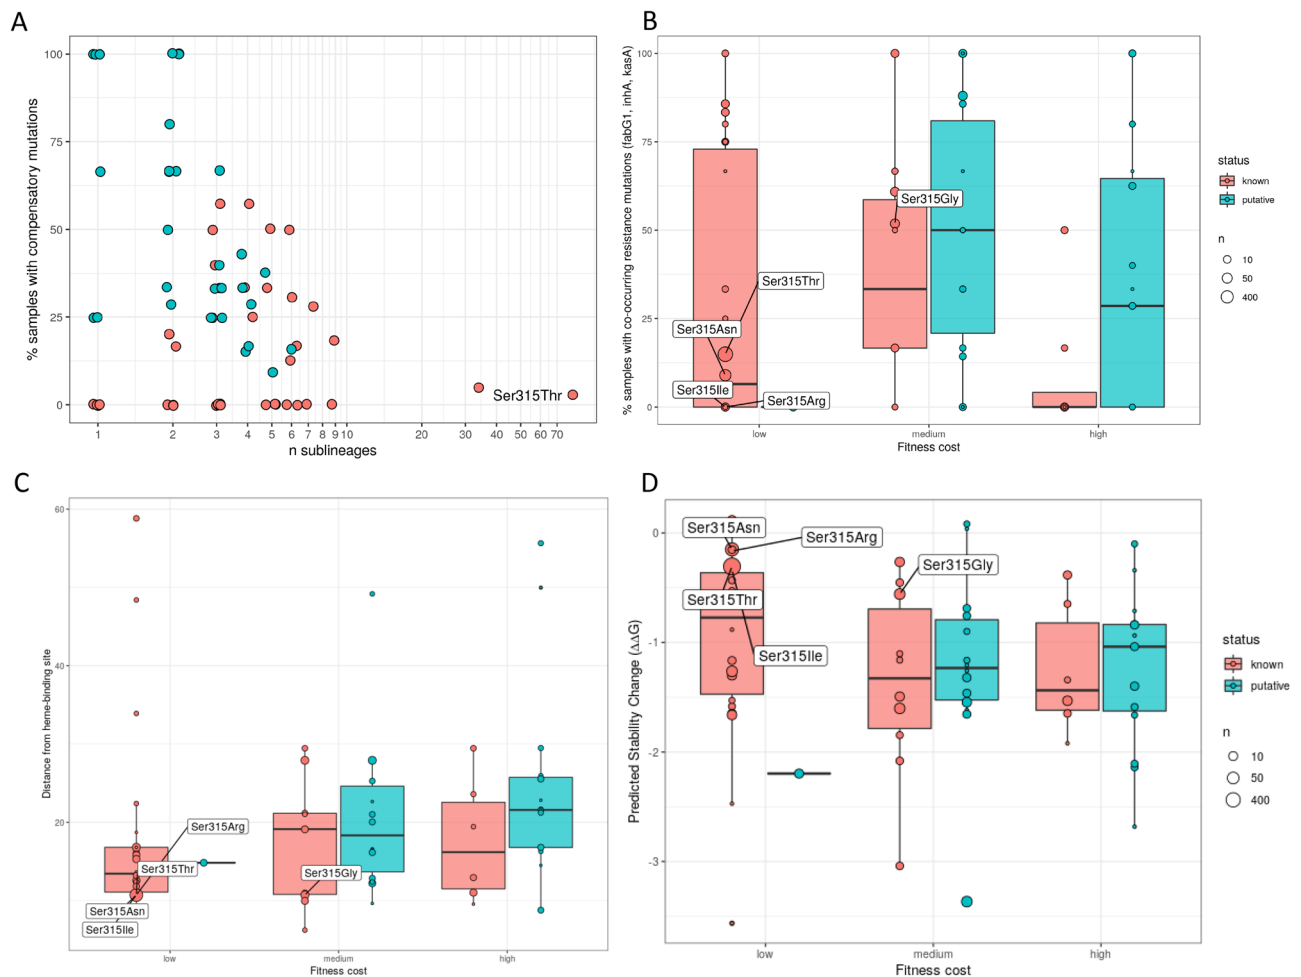 A
% samples with compensatory mutations
100
75
50
25
0
Ser315Thr
1 2 3 4 5 6 7 8 9 10 20 30 40 50 60 70
n sublineages
B
% samples with co-occurring resistance mutations (fabG1, inhA, kasA)
100
75
50
25
0
Ser315Gly
Ser315Thr
Ser315Asn
Ser315Ile
Ser315Arg
low medium high
Fitness cost
status
known
putative
n
10
50
400
C
Distance from heme-binding site
60
40
20
Ser315Arg
Ser315Thr
Ser315Gly
Ser315Asn
Ser315Ile
low medium high
Fitness cost
D
Predicted Stability Change (ΔΔG)
0
-1
-2
-3
Ser315Asn
Ser315Arg
Ser315Gly
Ser315Thr
Ser315Ile
low medium high
Fitness cost
status
known
putative
n
10
50
400